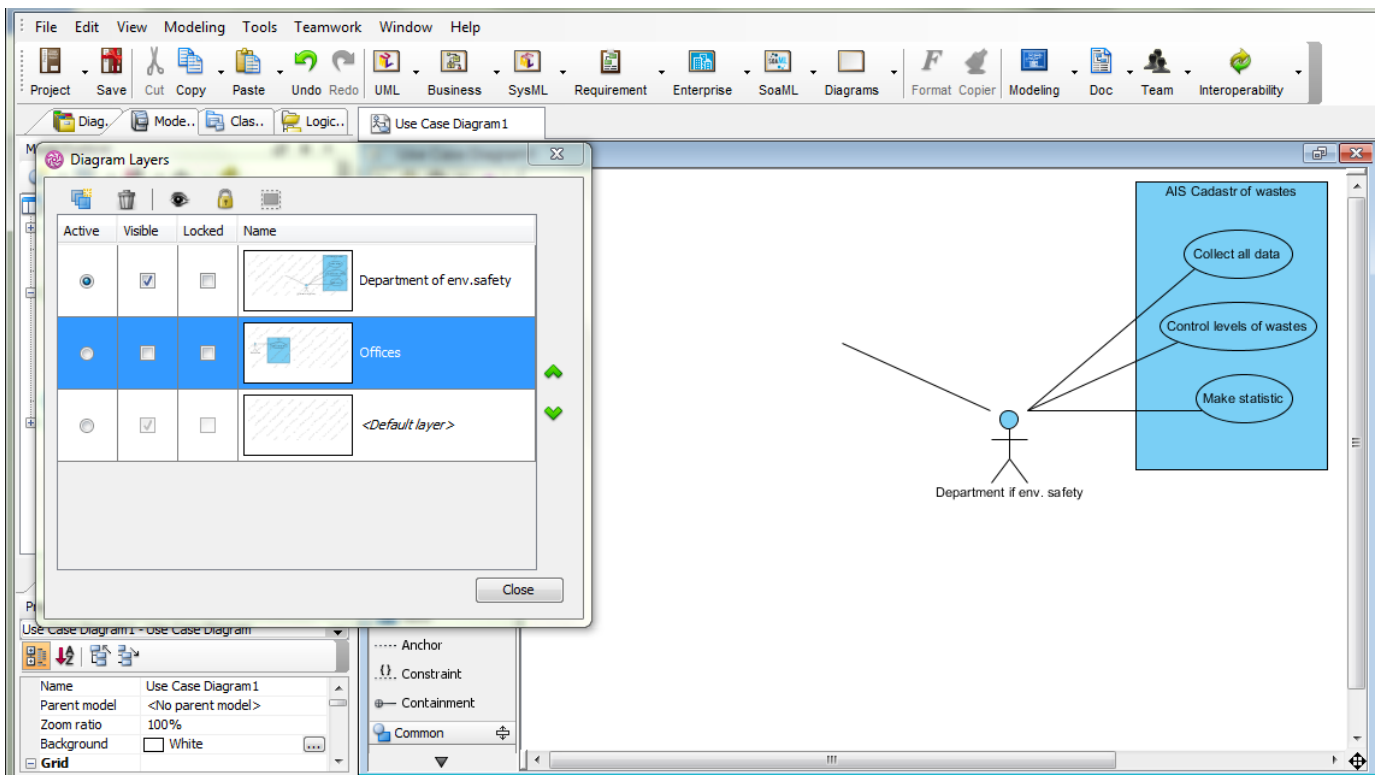 File Edit View Modeling Tools Teamwork Window Help
Project Save Cut Copy Paste Undo Redo UML Business SysML Requirement Enterprise SoaML Diagrams Format Copier Modeling Doc Team Interoperability
Diag. Mode.. Clas.. Logic.. Use Case Diagram1
Diagram Layers
Active Visible Locked Name
Department of env.safety
Offices
<Default layer>
Close
AIS Cadastr of wastes
Collect all data
Control levels of wastes
Make statistic
Department if env. safety
Use Case Diagram1 - Use Case Diagram
Name Use Case Diagram1
Parent model <No parent model>
Zoom ratio 100%
Background White ...
Grid
Anchor
{} Constraint
Containment
Common